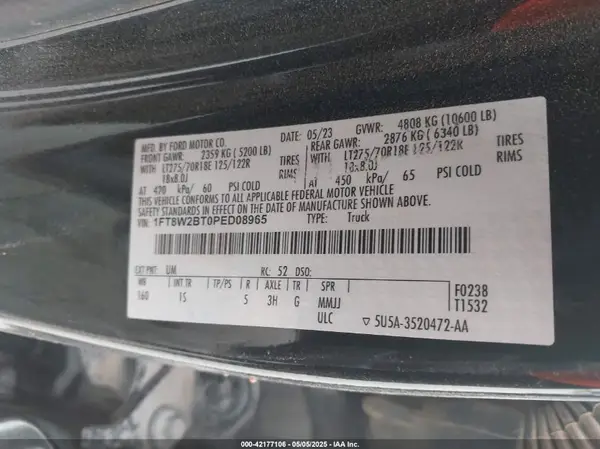 MFD. BY FORD MOTOR CO.
DATE: 05/23 GVWR: 4808 KG (10600 LB)
FRONT GAWR: 2359 KG (5200 LB) REAR GAWR: 2876 KG (6340 LB)
WITH LT275/70R18E 125/122R TIRES WITH LT275/70R18E 125/122R TIRES
18x8.0J RIMS 18x8.0J RIMS
AT 420 kPa/ 60 PSI COLD AT 450 kPa/ 65 PSI COLD
THIS VEHICLE CONFORMS TO ALL APPLICABLE FEDERAL MOTOR VEHICLE
SAFETY STANDARDS IN EFFECT ON THE DATE OF MANUFACTURE SHOWN ABOVE.
VIN: 1FT8W2BT0PED08965 TYPE: Truck
EXT PNT: UM RC: 52 DSO:
WB INT TR TP/PS R AXLE TR SPR
160 IS 5 3H G MMJJ
ULC
F0238
T1532
▽ 5U5A-3520472-AA
000-42177106 - 05/05/2025 - IAAI, Inc.